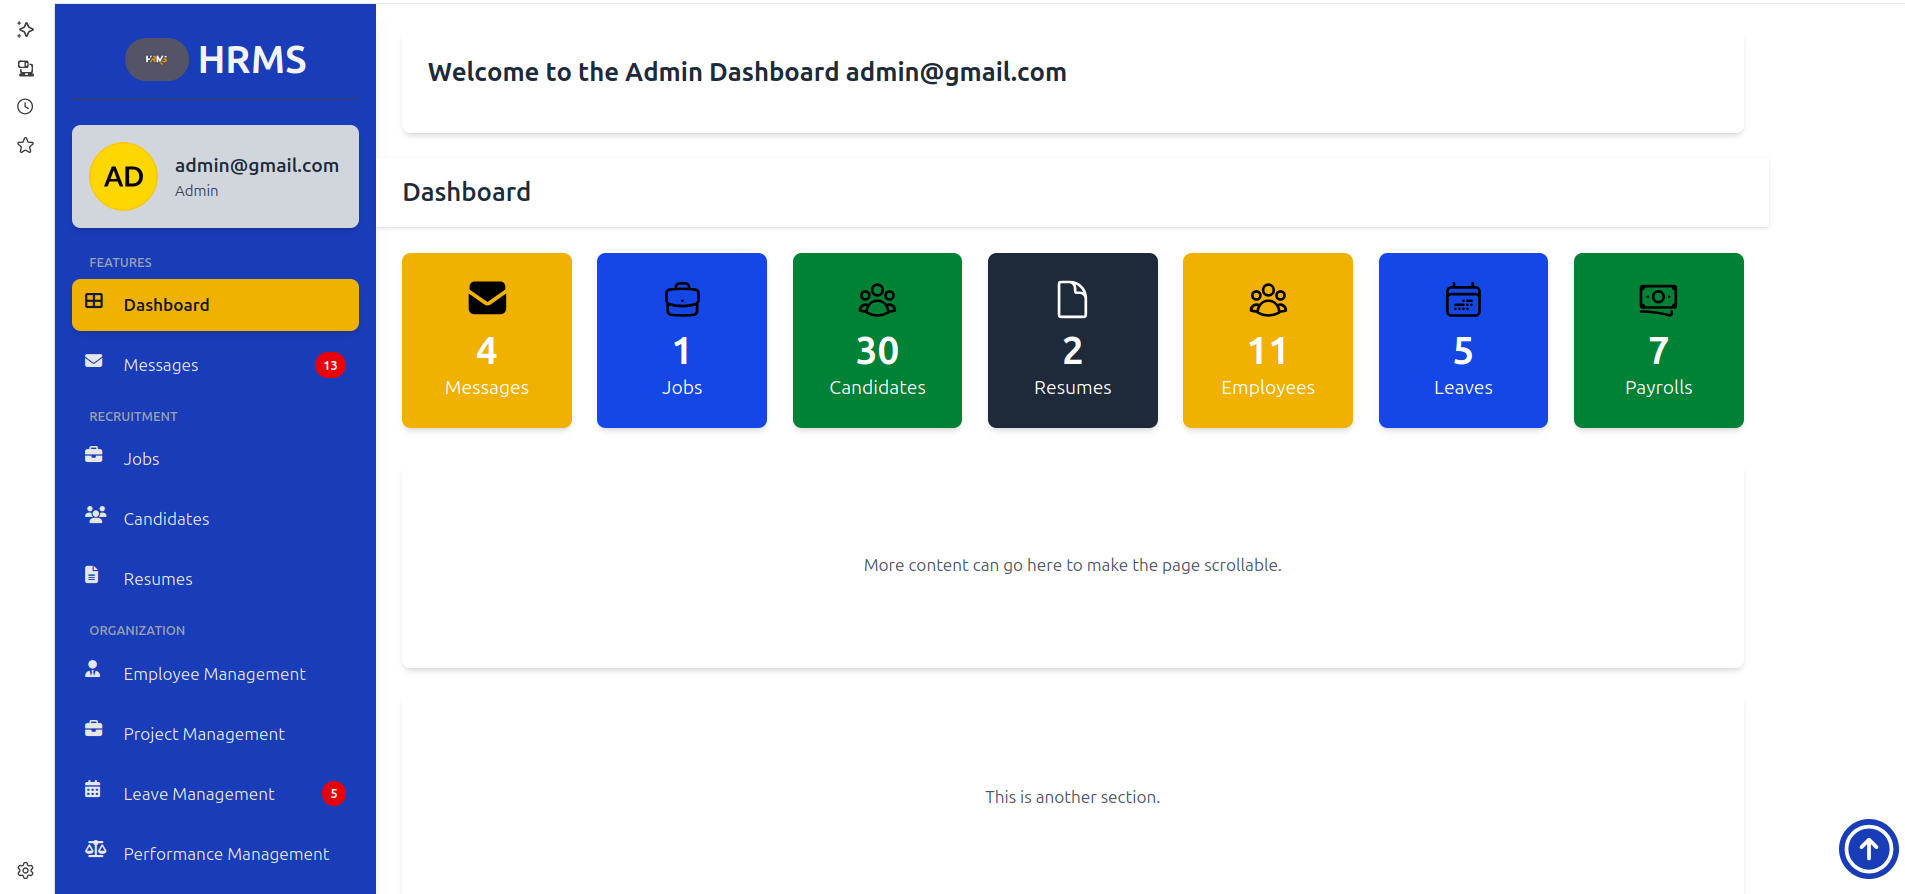 HRMS
HRMS
AD
admin@gmail.com
Admin
FEATURES
Dashboard
Messages 13
RECRUITMENT
Jobs
Candidates
Resumes
ORGANIZATION
Employee Management
Project Management
Leave Management 5
Performance Management
Welcome to the Admin Dashboard admin@gmail.com
Dashboard
4
Messages
1
Jobs
30
Candidates
2
Resumes
11
Employees
5
Leaves
7
Payrolls
More content can go here to make the page scrollable.
This is another section.